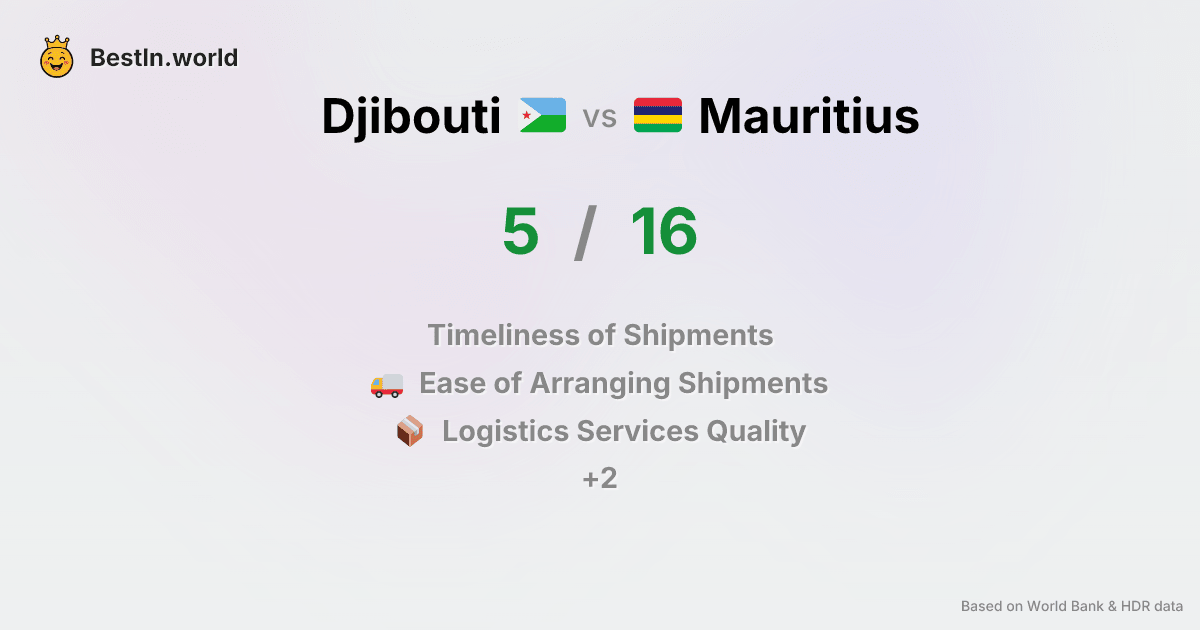 BestIn.world
Djibouti vs Mauritius
5 / 16
Timeliness of Shipments
Ease of Arranging Shipments
Logistics Services Quality
+2
Based on World Bank & HDR data